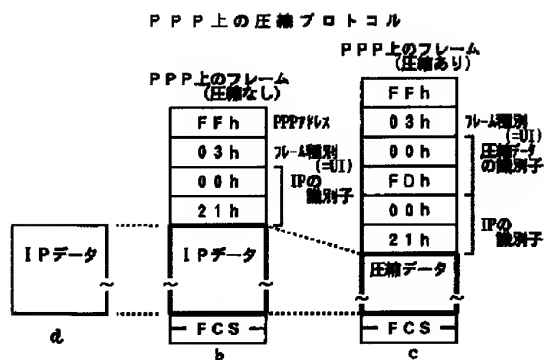 PPP上の圧縮プロトコル
PPP上のフレーム
(圧縮なし)
FFh
PPPアドレス
03h
フレーム種別
(=UI)
00h
21h
IPの
識別子
IPデータ
FCS
b
PPP上のフレーム
(圧縮あり)
FFh
03h
フレーム種別
(=UI)
00h
FDh
圧縮データ
の識別子
00h
21h
IPの
識別子
圧縮データ
FCS
c
IPデータ
d